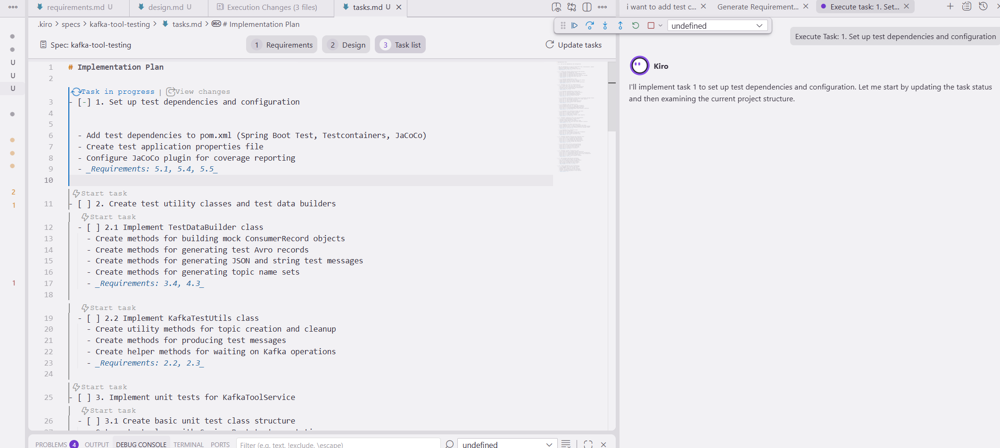 requirements.md U
design.md U
Execution Changes (3 files)
tasks.md U
i want to add test c...
Generate Requirement...
Execute task: 1. Set...
.kiro > specs > kafka-tool-testing > tasks.md > abc # Implementation Plan
undefined
Spec: kafka-tool-testing
1 Requirements
2 Design
3 Task list
Update tasks
Execute Task: 1. Set up test dependencies and configuration
Kiro
I'll implement task 1 to set up test dependencies and configuration. Let me start by updating the task status
and then examining the current project structure.
U
U
U
2
1
1
1 # Implementation Plan
2
Task in progress | View changes
3 - [-] 1. Set up test dependencies and configuration
4
5
6 - Add test dependencies to pom.xml (Spring Boot Test, Testcontainers, JaCoCo)
7 - Create test application properties file
8 - Configure JaCoCo plugin for coverage reporting
9 - _Requirements: 5.1, 5.4, 5.5_
10
Start task
11 - [ ] 2. Create test utility classes and test data builders
Start task
12 - [ ] 2.1 Implement TestDataBuilder class
13 - Create methods for building mock ConsumerRecord objects
14 - Create methods for generating test Avro records
15 - Create methods for generating JSON and string test messages
16 - Create methods for generating topic name sets
17 - _Requirements: 3.4, 4.3_
18
Start task
19 - [ ] 2.2 Implement KafkaTestUtils class
20 - Create utility methods for topic creation and cleanup
21 - Create methods for producing test messages
22 - Create helper methods for waiting on Kafka operations
23 - _Requirements: 2.2, 2.3_
24
Start task
25 - [ ] 3. Implement unit tests for KafkaToolService
Start task
26 - [ ] 3.1 Create basic unit test class structure
PROBLEMS 4
OUTPUT
DEBUG CONSOLE
TERMINAL
PORTS
Filter (e.g. text, !exclude, \escape)
undefined